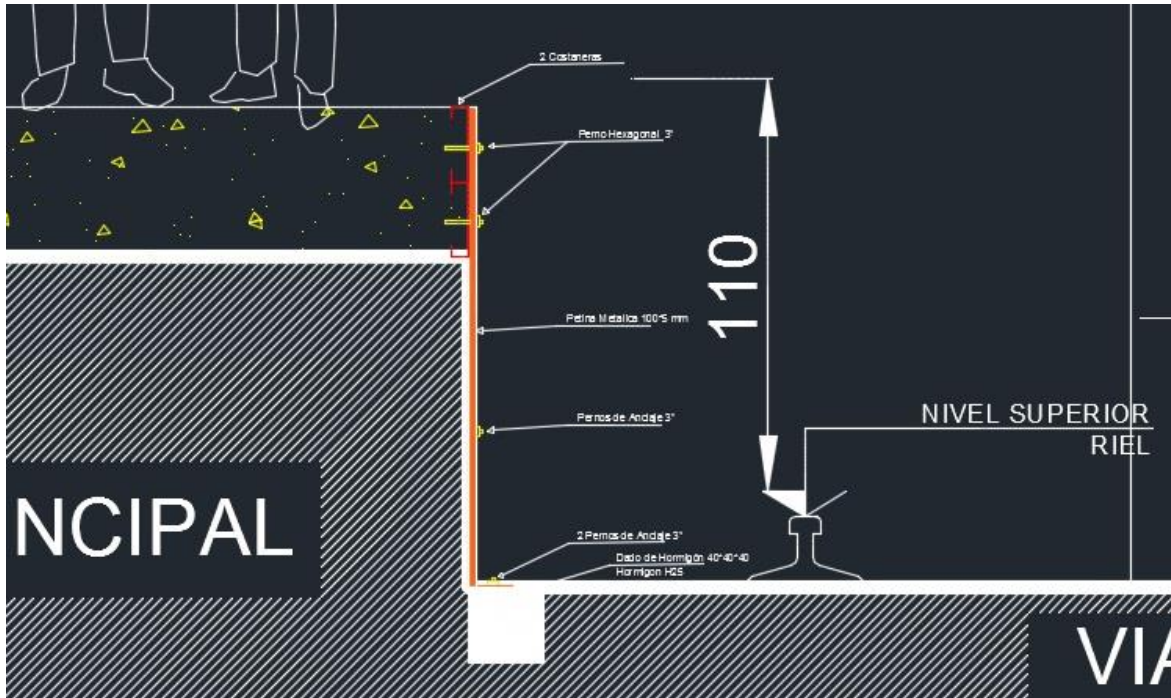 2 Costaneras
Perno Hexagonal 3"
110
Petina Metalica 100*5 mm
Pernos de Anclaje 3"
NIVEL SUPERIOR
RIEL
NCIPAL
2 Pernos de Anclaje 3"
Dado de Hormigón 40*40*40
Hormigon H25
VIA